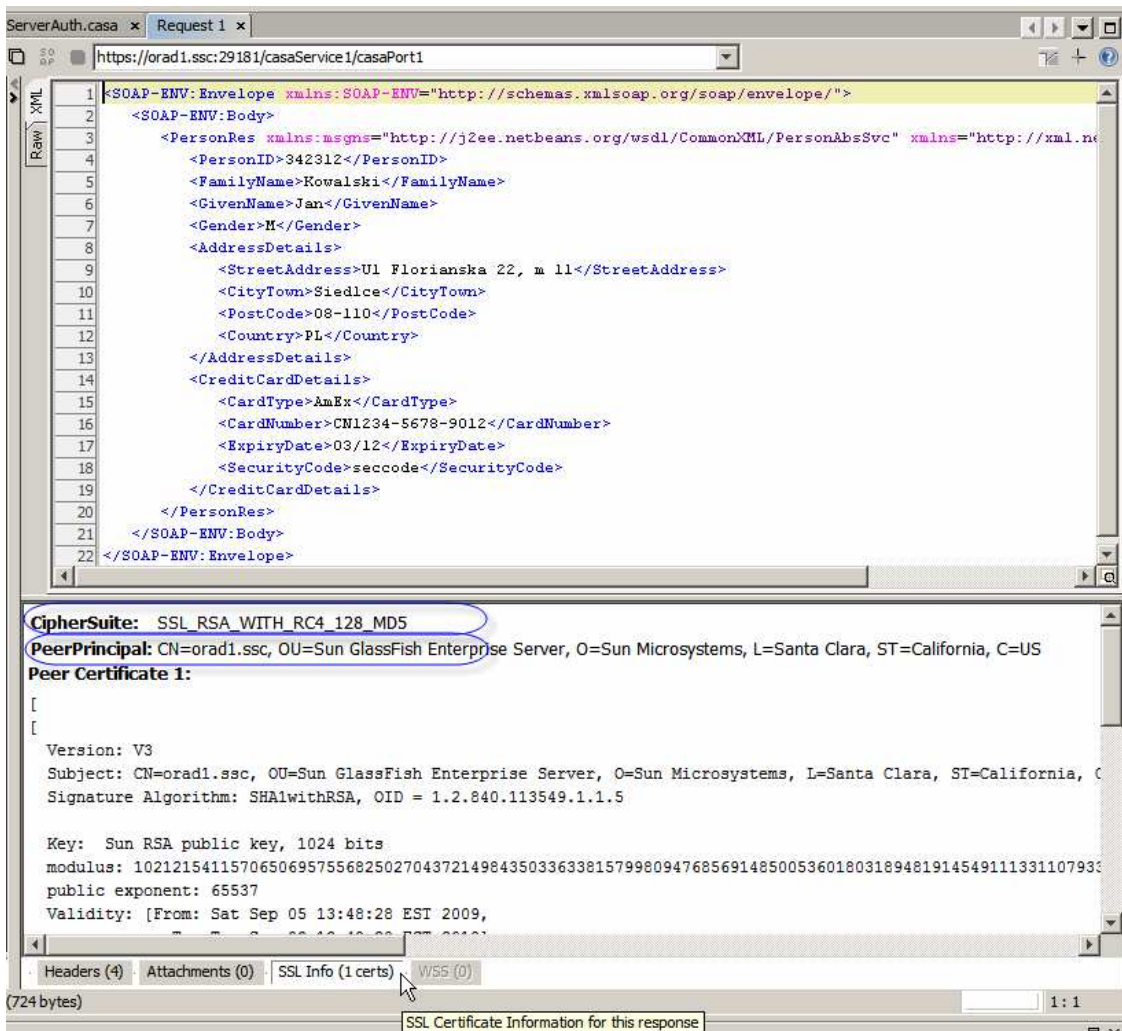 ServerAuth.casa × Request 1 ×
SO AP https://orad1.ssc:29181/casaService1/casaPort1
XML
Raw
1 <SOAP-ENV:Envelope xmlns:SOAP-ENV="http://schemas.xmlsoap.org/soap/envelope/">
2 <SOAP-ENV:Body>
3 <PersonRes xmlns:msgns="http://j2ee.netbeans.org/wsdl/CommonXML/PersonAbsSvc" xmlns="http://xml.ne
4 <PersonID>342312</PersonID>
5 <FamilyName>Kowalski</FamilyName>
6 <GivenName>Jan</GivenName>
7 <Gender>M</Gender>
8 <AddressDetails>
9 <StreetAddress>Ul Florianska 22, m 11</StreetAddress>
10 <CityTown>Siedlce</CityTown>
11 <PostCode>08-110</PostCode>
12 <Country>PL</Country>
13 </AddressDetails>
14 <CreditCardDetails>
15 <CardType>AmEx</CardType>
16 <CardNumber>CN1234-5678-9012</CardNumber>
17 <ExpiryDate>03/12</ExpiryDate>
18 <SecurityCode>seccode</SecurityCode>
19 </CreditCardDetails>
20 </PersonRes>
21 </SOAP-ENV:Body>
22 </SOAP-ENV:Envelope>
CipherSuite: SSL_RSA_WITH_RC4_128_MD5
PeerPrincipal: CN=orad1.ssc, OU=Sun GlassFish Enterprise Server, O=Sun Microsystems, L=Santa Clara, ST=California, C=US
Peer Certificate 1:
[
[
Version: V3
Subject: CN=orad1.ssc, OU=Sun GlassFish Enterprise Server, O=Sun Microsystems, L=Santa Clara, ST=California, C
Signature Algorithm: SHA1withRSA, OID = 1.2.840.113549.1.1.5
Key: Sun RSA public key, 1024 bits
modulus: 1021215411570650695755682502704372149843503363381579980947685691485005360180318948191454911133110793
public exponent: 65537
Validity: [From: Sat Sep 05 13:48:28 EST 2009,
Headers (4) Attachments (0) SSL Info (1 certs) WSS (0)
(724 bytes) 1:1
SSL Certificate Information for this response